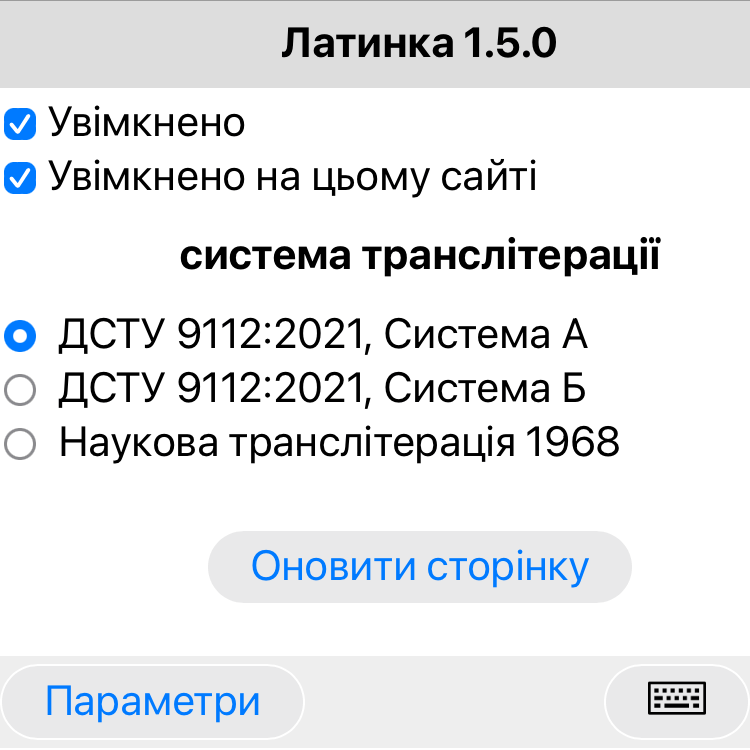 Латинка 1.5.0
Увімкнено
Увімкнено на цьому сайті
система транслітерації
ДСТУ 9112:2021, Система А
ДСТУ 9112:2021, Система Б
Наукова транслітерація 1968
Оновити сторінку
Параметри